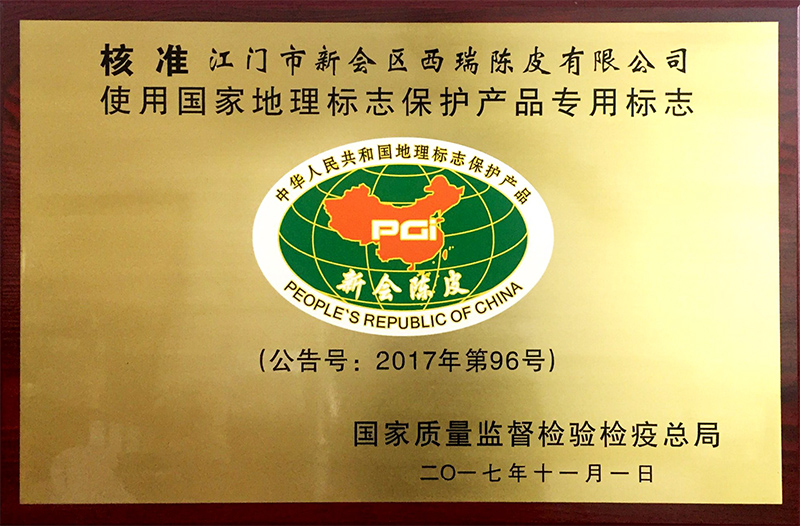 核准 江门市新会区西瑞陈皮有限公司
使用国家地理标志保护产品专用标志
中华人民共和国地理标志保护产品
PGi
新会陈皮
PEOPLE'S REPUBLIC OF CHINA
(公告号：2017年第96号)
国家质量监督检验检疫总局
二〇一七年十一月一日